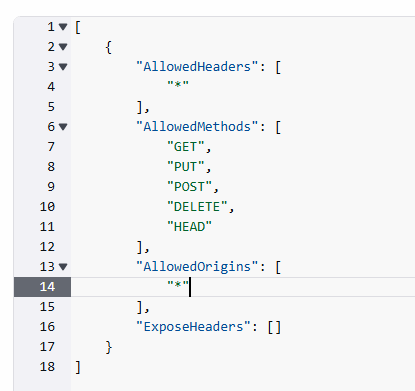 1 [
2     {
3         "AllowedHeaders": [
4             "*"
5         ],
6         "AllowedMethods": [
7             "GET",
8             "PUT",
9             "POST",
10             "DELETE",
11             "HEAD"
12         ],
13         "AllowedOrigins": [
14             "*"
15         ],
16         "ExposeHeaders": []
17     }
18 ]